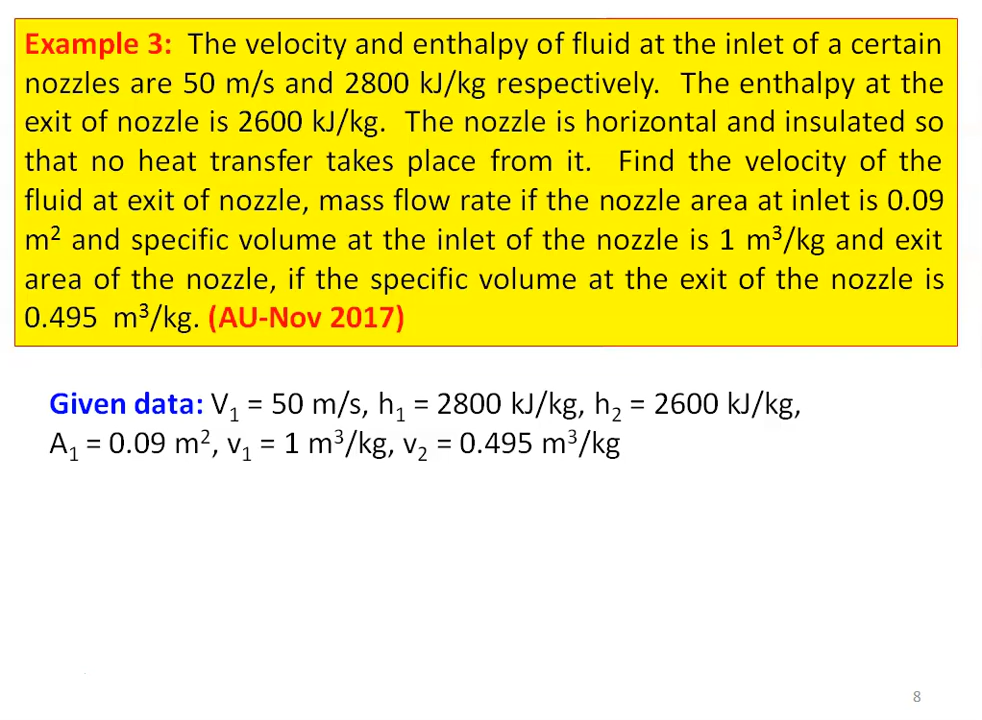 Example 3: The velocity and enthalpy of fluid at the inlet of a certain
nozzles are 50 m/s and 2800 kJ/kg respectively. The enthalpy at the
exit of nozzle is 2600 kJ/kg. The nozzle is horizontal and insulated so
that no heat transfer takes place from it. Find the velocity of the
fluid at exit of nozzle, mass flow rate if the nozzle area at inlet is 0.09
m² and specific volume at the inlet of the nozzle is 1 m³/kg and exit
area of the nozzle, if the specific volume at the exit of the nozzle is
0.495 m³/kg. (AU-Nov 2017)
Given data: V₁ = 50 m/s, h₁ = 2800 kJ/kg, h₂ = 2600 kJ/kg,
A₁ = 0.09 m², v₁ = 1 m³/kg, v₂ = 0.495 m³/kg
8